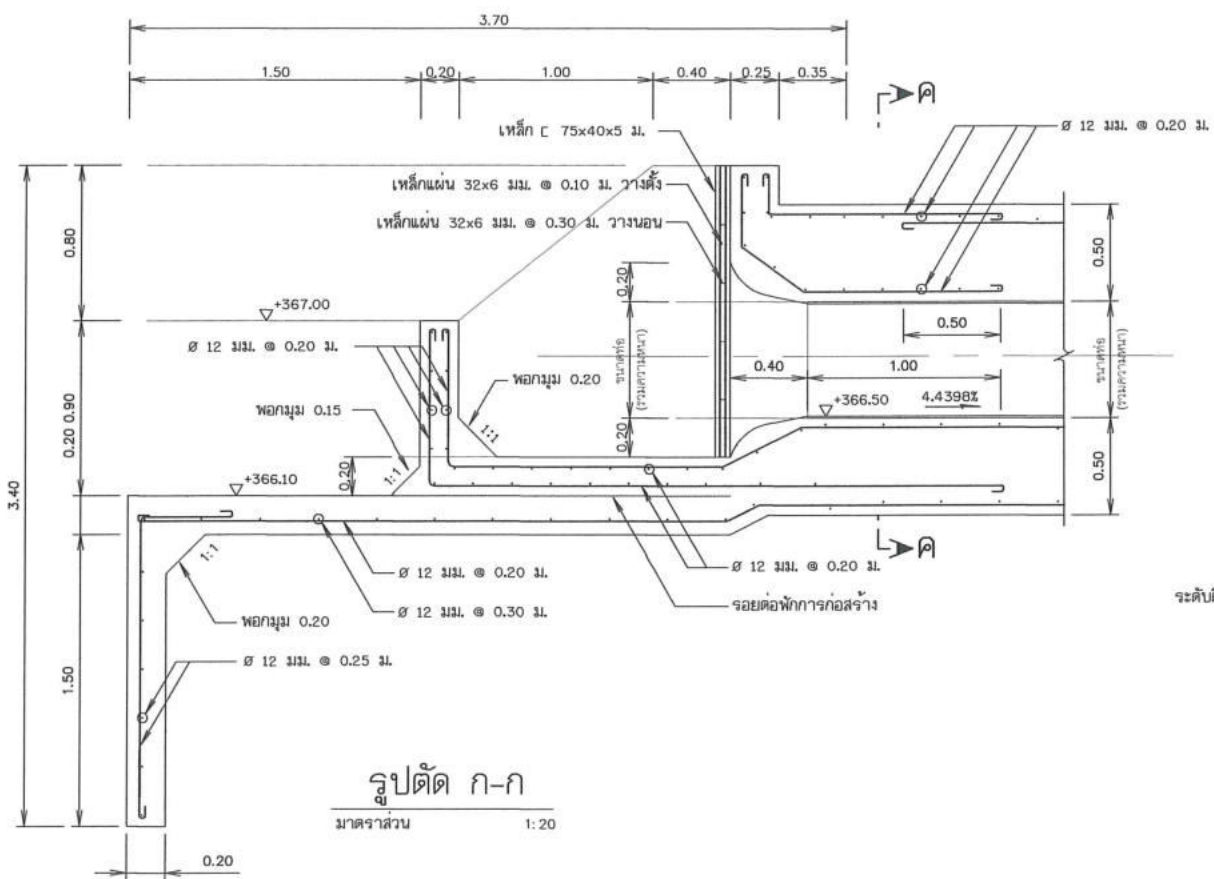 3.70
1.50
0.20
1.00
0.40
0.25
0.35
ค
เหล็ก [ 75x40x5 ม.
Ø 12 มม. @ 0.20 ม.
เหล็กแผ่น 32x6 มม. @ 0.10 ม. วางตั้ง
เหล็กแผ่น 32x6 มม. @ 0.30 ม. วางนอน
0.80
0.20
0.50
+367.00
Ø 12 มม. @ 0.20 ม.
ขนาดท่อ
(รวมความหนา)
0.50
ขนาดท่อ
(รวมความหนา)
พอกมุม 0.20
0.40
1.00
พอกมุม 0.15
+366.50
4.4398%
0.90
1:1
0.20
0.20
1:1
0.20
0.50
+366.10
3.40
1:1
ค
Ø 12 มม. @ 0.20 ม.
Ø 12 มม. @ 0.20 ม.
Ø 12 มม. @ 0.30 ม.
รอยต่อพักการก่อสร้าง
พอกมุม 0.20
Ø 12 มม. @ 0.25 ม.
1.50
รูปตัด ก-ก
มาตราส่วน 1:20
0.20